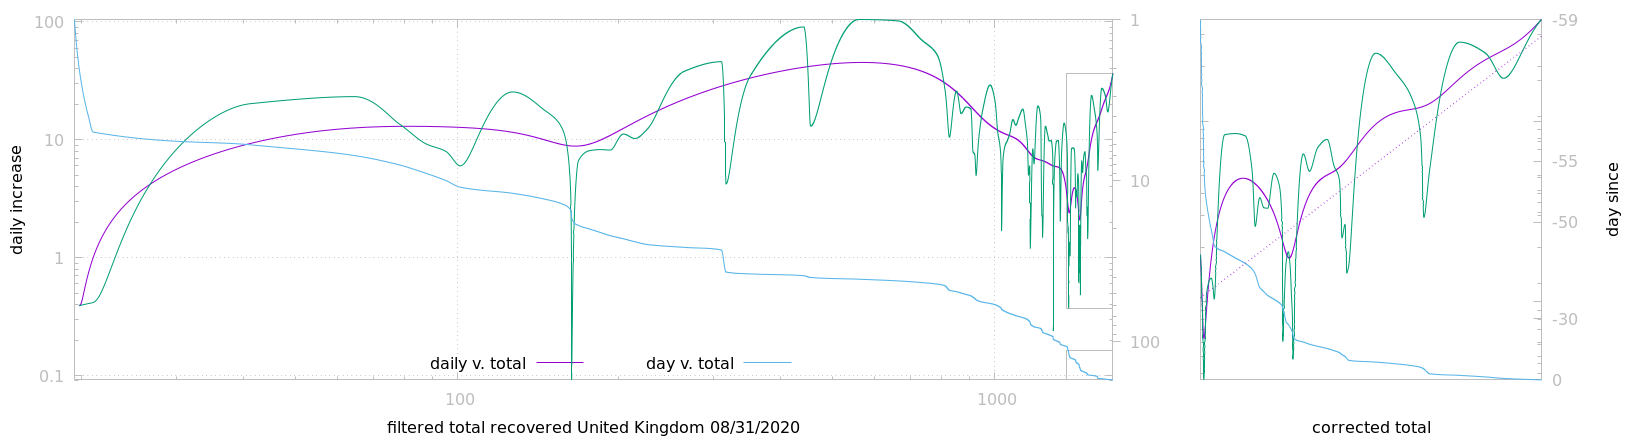 100
10
1
0.1
daily increase
daily v. total
day v. total
100
1000
filtered total recovered United Kingdom 08/31/2020
1
10
100
-59
-55
-50
-30
0
day since
corrected total